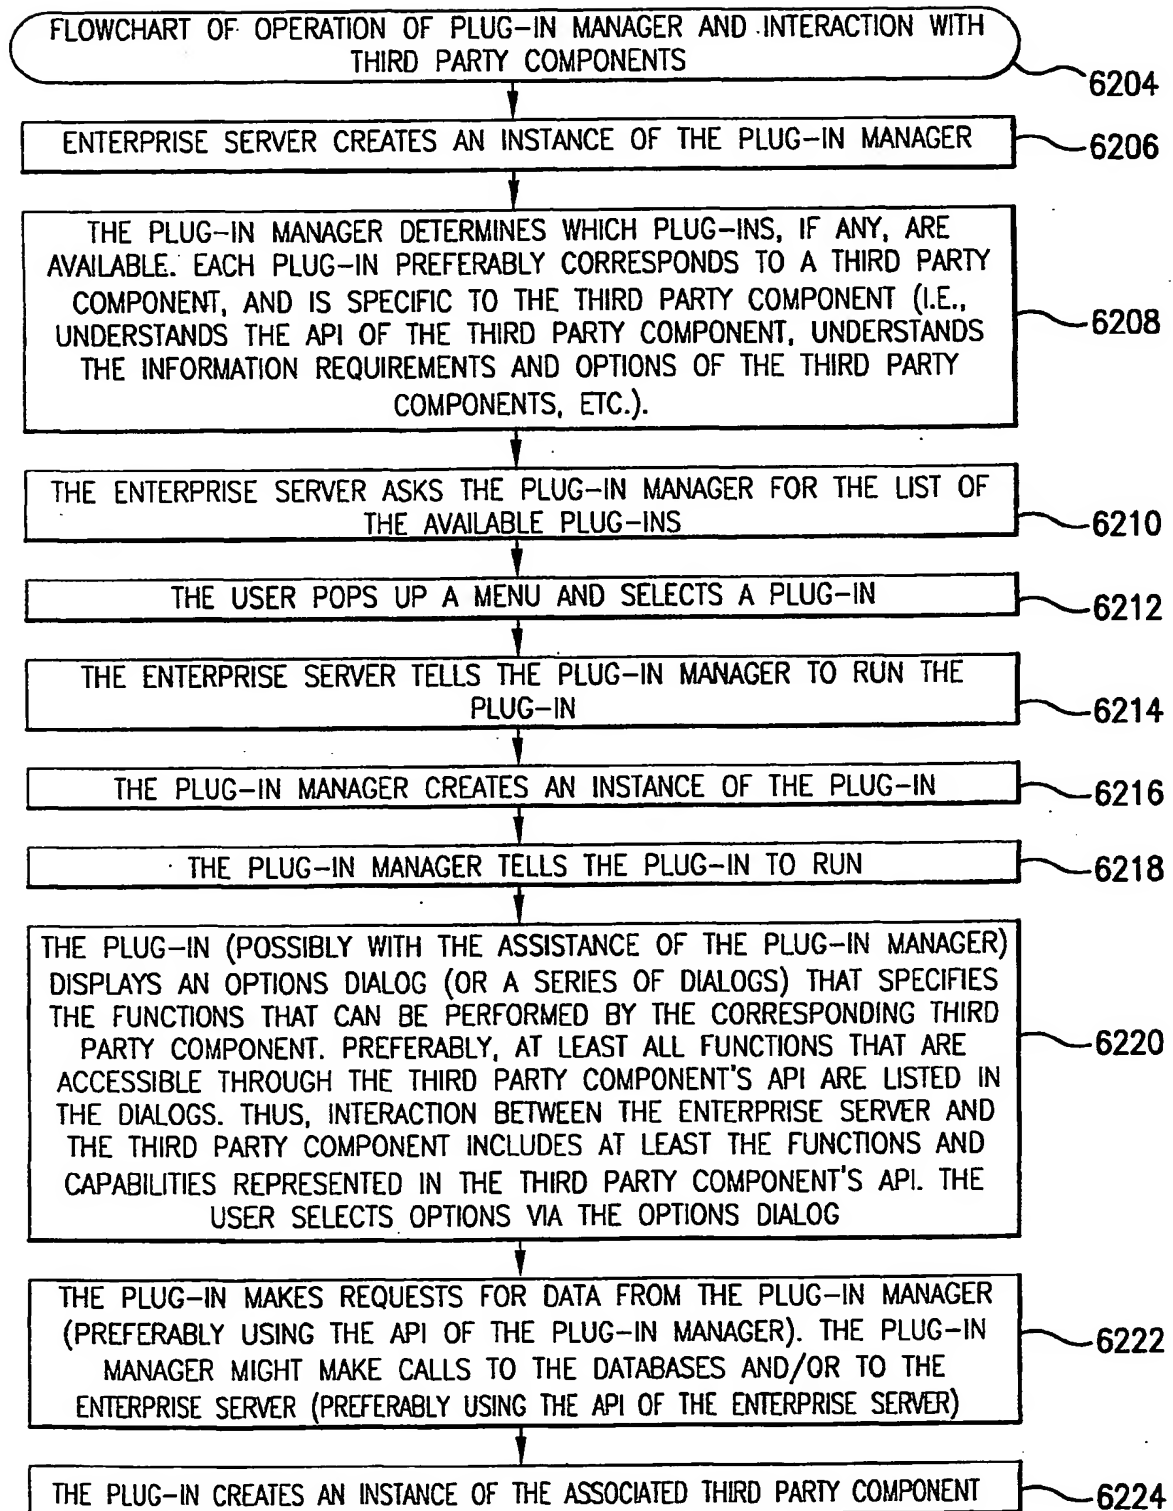 FLOWCHART OF OPERATION OF PLUG-IN MANAGER AND INTERACTION WITH
THIRD PARTY COMPONENTS
6204
ENTERPRISE SERVER CREATES AN INSTANCE OF THE PLUG-IN MANAGER
6206
THE PLUG-IN MANAGER DETERMINES WHICH PLUG-INS, IF ANY, ARE
AVAILABLE. EACH PLUG-IN PREFERABLY CORRESPONDS TO A THIRD PARTY
COMPONENT, AND IS SPECIFIC TO THE THIRD PARTY COMPONENT (I.E.,
UNDERSTANDS THE API OF THE THIRD PARTY COMPONENT, UNDERSTANDS
THE INFORMATION REQUIREMENTS AND OPTIONS OF THE THIRD PARTY
COMPONENTS, ETC.).
6208
THE ENTERPRISE SERVER ASKS THE PLUG-IN MANAGER FOR THE LIST OF
THE AVAILABLE PLUG-INS
6210
THE USER POPS UP A MENU AND SELECTS A PLUG-IN
6212
THE ENTERPRISE SERVER TELLS THE PLUG-IN MANAGER TO RUN THE
PLUG-IN
6214
THE PLUG-IN MANAGER CREATES AN INSTANCE OF THE PLUG-IN
6216
THE PLUG-IN MANAGER TELLS THE PLUG-IN TO RUN
6218
THE PLUG-IN (POSSIBLY WITH THE ASSISTANCE OF THE PLUG-IN MANAGER)
DISPLAYS AN OPTIONS DIALOG (OR A SERIES OF DIALOGS) THAT SPECIFIES
THE FUNCTIONS THAT CAN BE PERFORMED BY THE CORRESPONDING THIRD
PARTY COMPONENT. PREFERABLY, AT LEAST ALL FUNCTIONS THAT ARE
ACCESSIBLE THROUGH THE THIRD PARTY COMPONENT'S API ARE LISTED IN
THE DIALOGS. THUS, INTERACTION BETWEEN THE ENTERPRISE SERVER AND
THE THIRD PARTY COMPONENT INCLUDES AT LEAST THE FUNCTIONS AND
CAPABILITIES REPRESENTED IN THE THIRD PARTY COMPONENT'S API. THE
USER SELECTS OPTIONS VIA THE OPTIONS DIALOG
6220
THE PLUG-IN MAKES REQUESTS FOR DATA FROM THE PLUG-IN MANAGER
(PREFERABLY USING THE API OF THE PLUG-IN MANAGER). THE PLUG-IN
MANAGER MIGHT MAKE CALLS TO THE DATABASES AND/OR TO THE
ENTERPRISE SERVER (PREFERABLY USING THE API OF THE ENTERPRISE SERVER)
6222
THE PLUG-IN CREATES AN INSTANCE OF THE ASSOCIATED THIRD PARTY COMPONENT
6224